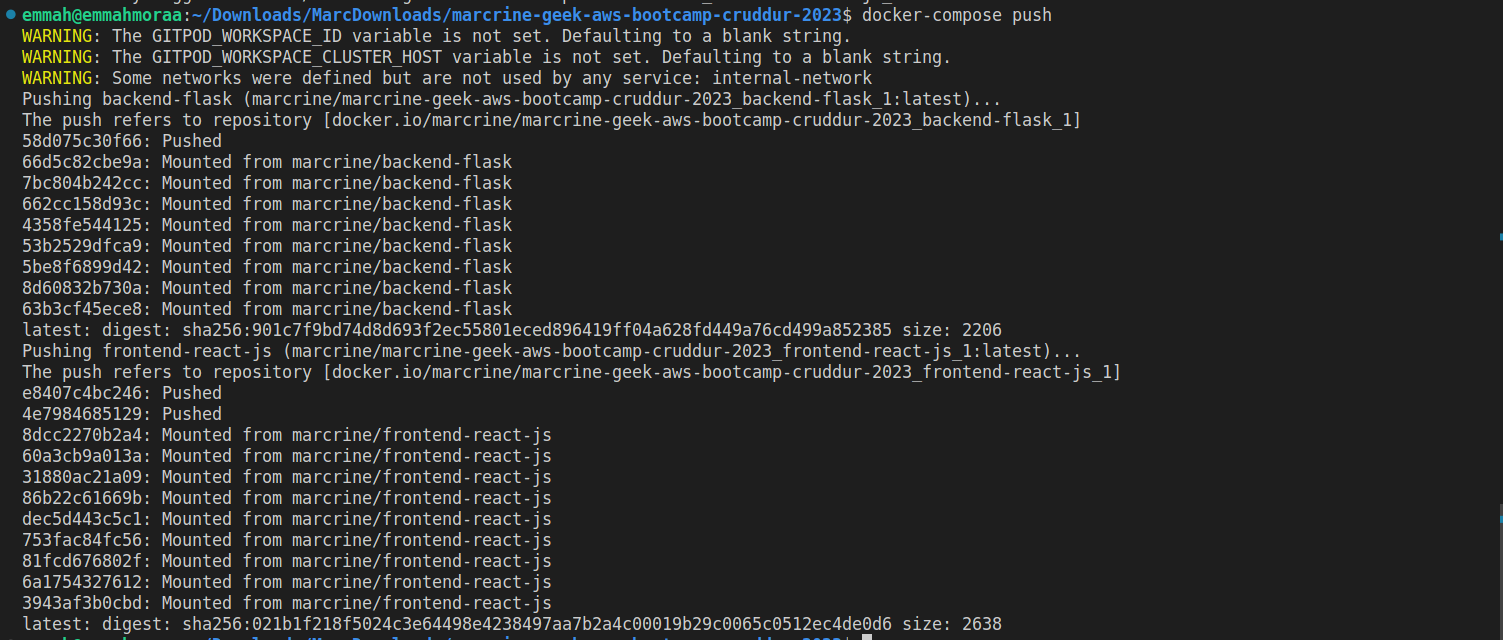 emmah@emmahmoraa:~/Downloads/MarcDownloads/marcrine-geek-aws-bootcamp-cruddur-2023$ docker-compose push
WARNING: The GITPOD_WORKSPACE_ID variable is not set. Defaulting to a blank string.
WARNING: The GITPOD_WORKSPACE_CLUSTER_HOST variable is not set. Defaulting to a blank string.
WARNING: Some networks were defined but are not used by any service: internal-network
Pushing backend-flask (marcrine/marcrine-geek-aws-bootcamp-cruddur-2023_backend-flask_1:latest)...
The push refers to repository [docker.io/marcrine/marcrine-geek-aws-bootcamp-cruddur-2023_backend-flask_1]
58d075c30f66: Pushed
66d5c82cbe9a: Mounted from marcrine/backend-flask
7bc804b242cc: Mounted from marcrine/backend-flask
662cc158d93c: Mounted from marcrine/backend-flask
4358fe544125: Mounted from marcrine/backend-flask
53b2529dfca9: Mounted from marcrine/backend-flask
5be8f6899d42: Mounted from marcrine/backend-flask
8d60832b730a: Mounted from marcrine/backend-flask
63b3cf45ece8: Mounted from marcrine/backend-flask
latest: digest: sha256:901c7f9bd74d8d693f2ec55801eced896419ff04a628fd449a76cd499a852385 size: 2206
Pushing frontend-react-js (marcrine/marcrine-geek-aws-bootcamp-cruddur-2023_frontend-react-js_1:latest)...
The push refers to repository [docker.io/marcrine/marcrine-geek-aws-bootcamp-cruddur-2023_frontend-react-js_1]
e8407c4bc246: Pushed
4e7984685129: Pushed
8dcc2270b2a4: Mounted from marcrine/frontend-react-js
60a3cb9a013a: Mounted from marcrine/frontend-react-js
31880ac21a09: Mounted from marcrine/frontend-react-js
86b22c61669b: Mounted from marcrine/frontend-react-js
dec5d443c5c1: Mounted from marcrine/frontend-react-js
753fac84fc56: Mounted from marcrine/frontend-react-js
81fcd676802f: Mounted from marcrine/frontend-react-js
6a1754327612: Mounted from marcrine/frontend-react-js
3943af3b0cbd: Mounted from marcrine/frontend-react-js
latest: digest: sha256:021b1f218f5024c3e64498e4238497aa7b2a4c00019b29c0065c0512ec4de0d6 size: 2638